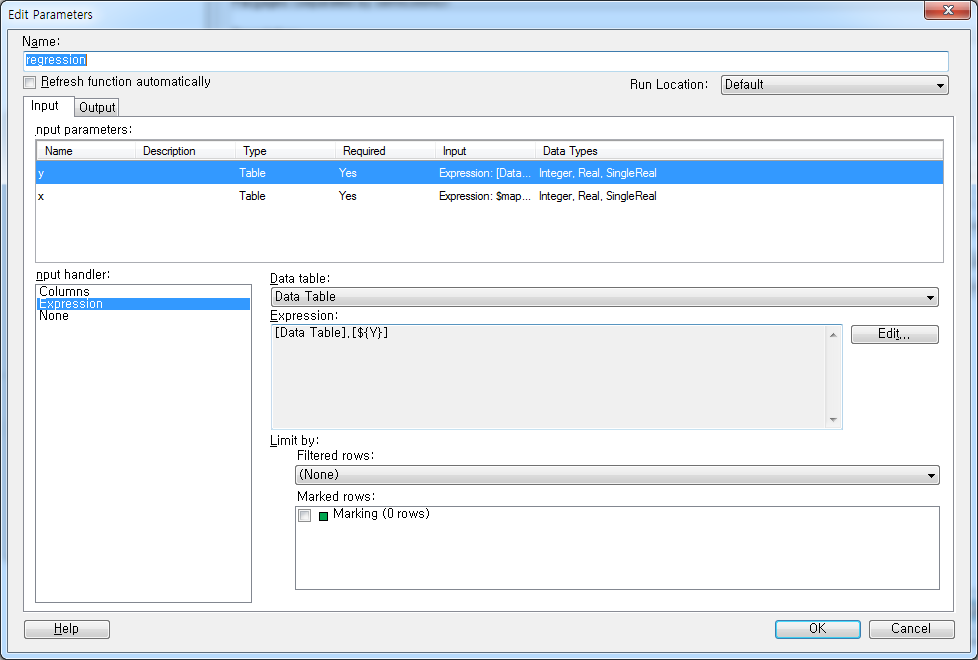 Edit Parameters
Name:
regression
Refresh function automatically
Run Location:
Default
Input
Output
nput parameters:
Name Description Type Required Input Data Types
y Table Yes Expression: [Data... Integer, Real, SingleReal
x Table Yes Expression: $map... Integer, Real, SingleReal
nput handler:
Columns
Expression
None
Data table:
Data Table
Expression:
[Data Table].[${Y}]
Edit...
Limit by:
Filtered rows:
(None)
Marked rows:
Marking (0 rows)
Help
OK
Cancel